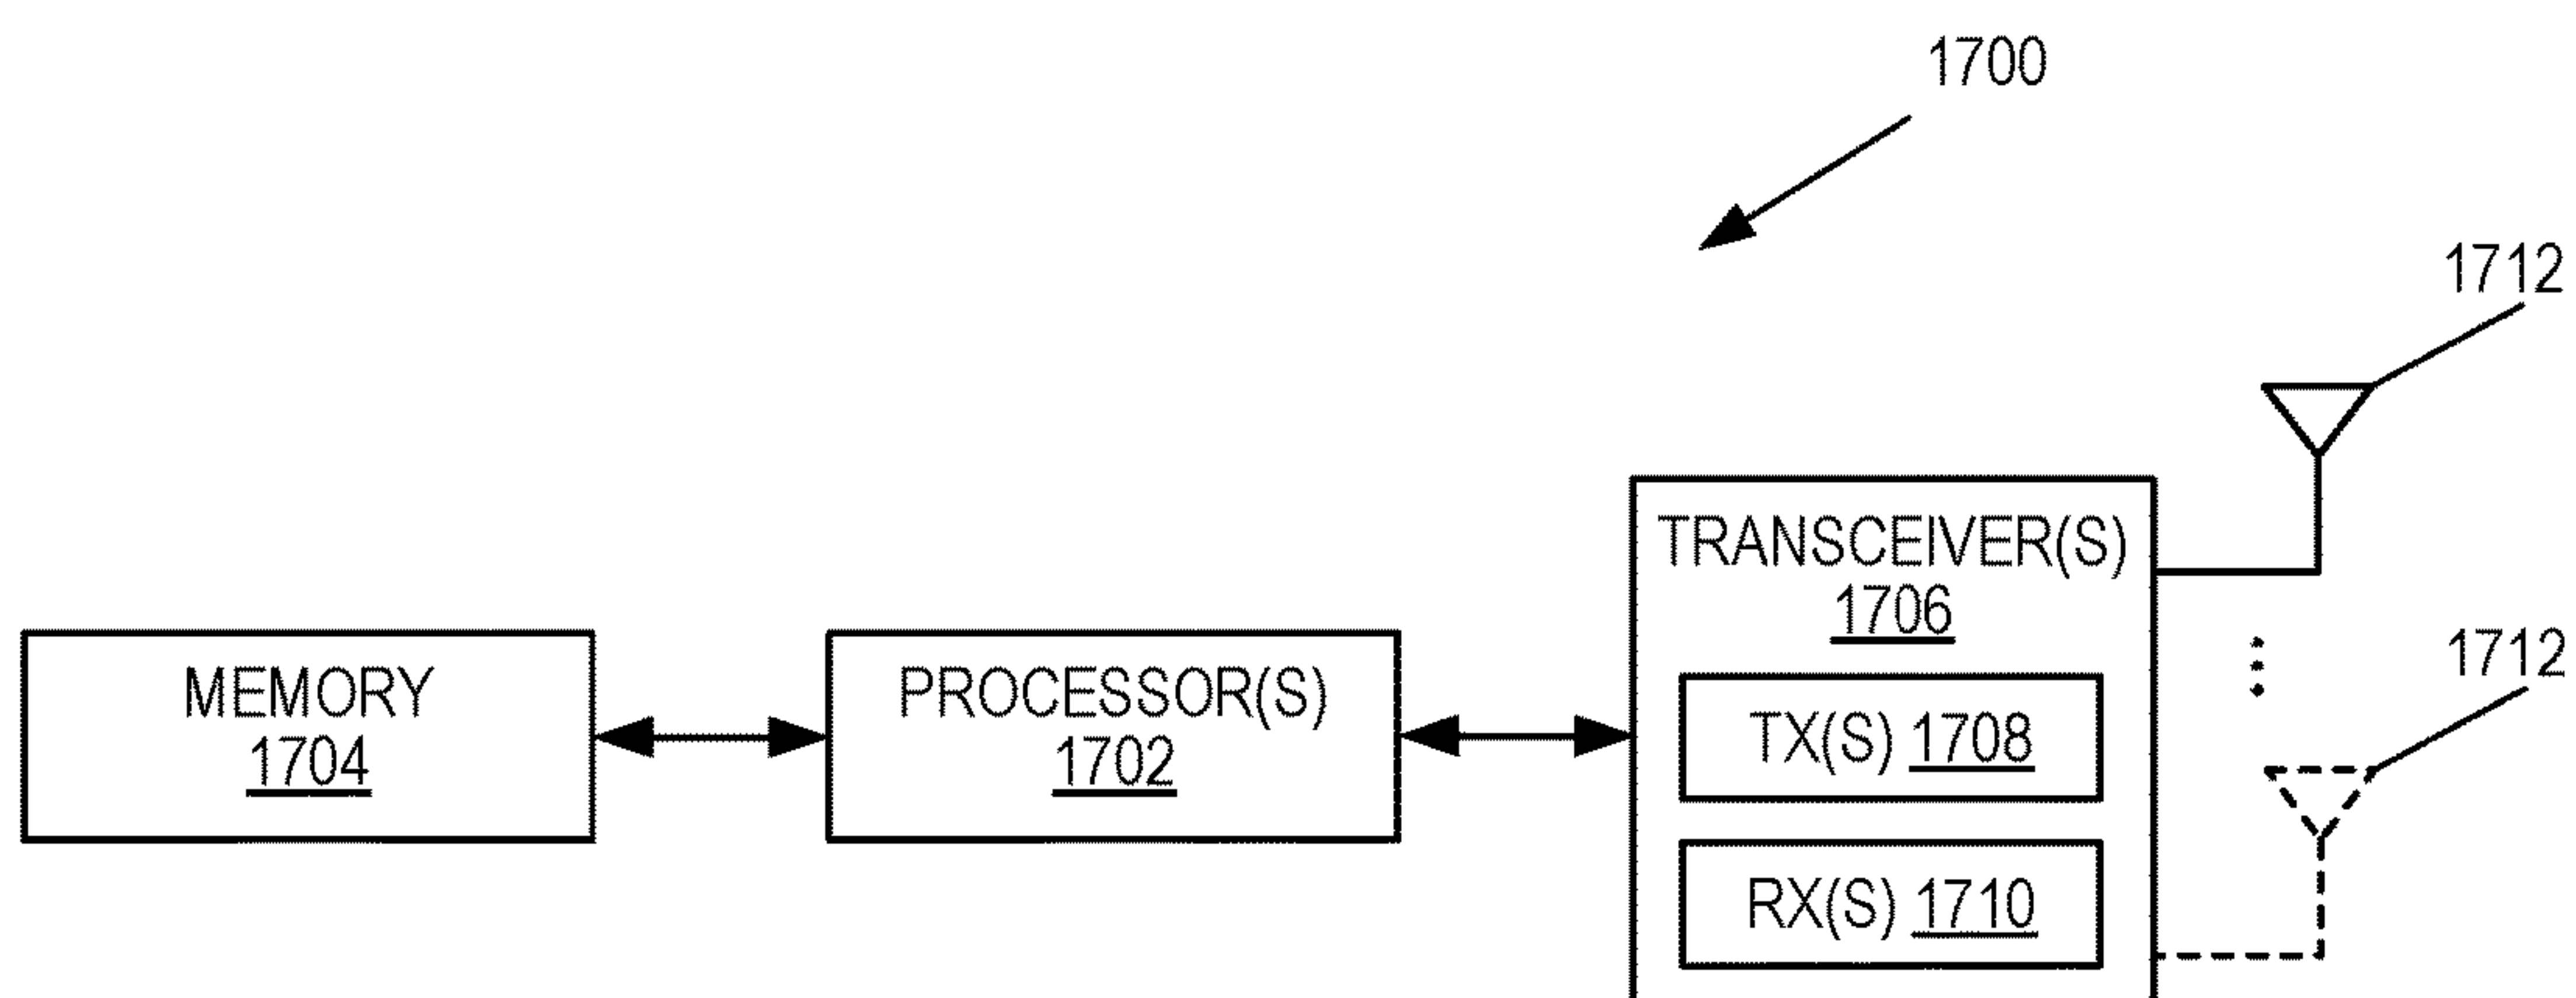 1700
1712
TRANSCEIVER(S)
1706
1712
MEMORY
1704
PROCESSOR(S)
1702
TX(S) 1708
RX(S) 1710